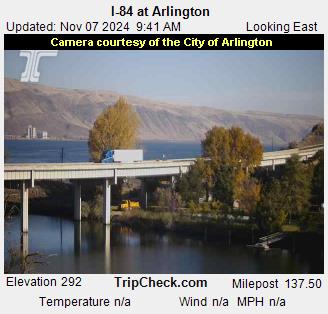 I-84 at Arlington
Updated: Nov 07 2024 9:41 AM Looking East
Camera courtesy of the City of Arlington
Elevation 292 TripCheck.com Milepost 137.50
Temperature n/a Wind n/a MPH n/a